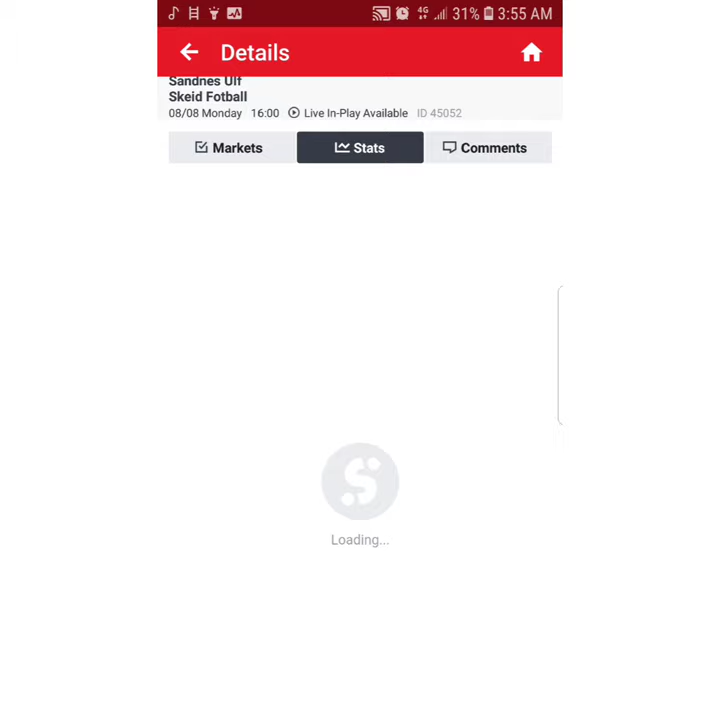 4G 31% 3:55 AM
Details
Sandnes Ulf
Skeid Fotball
08/08 Monday 16:00 Live In-Play Available ID 45052
Markets Stats Comments
S
Loading...